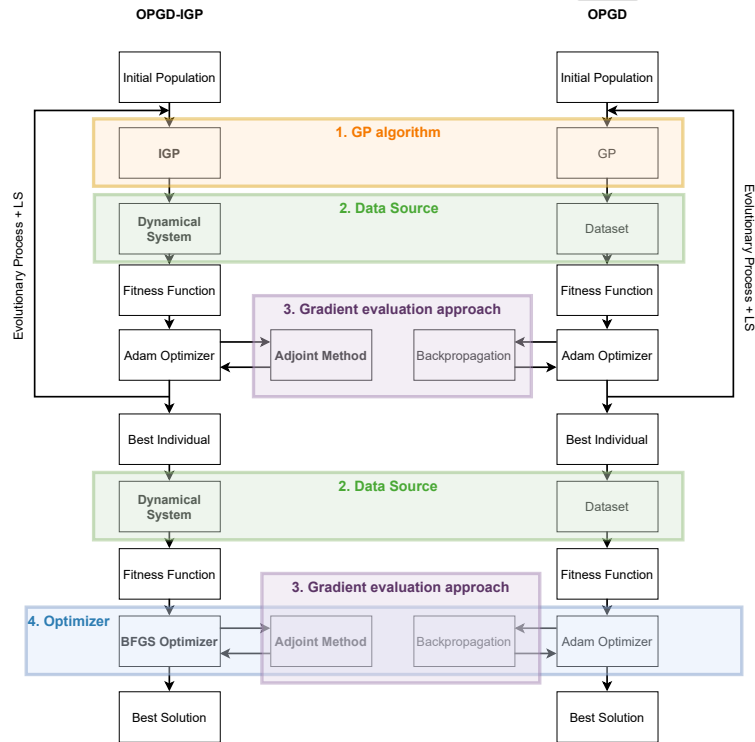 OPGD-IGP
OPGD
Initial Population
Initial Population
1. GP algorithm
IGP
GP
2. Data Source
Dynamical
System
Dataset
Evolutionary Process + LS
Evolutionary Process + LS
Fitness Function
Fitness Function
3. Gradient evaluation approach
Adam Optimizer
Adjoint Method
Backpropagation
Adam Optimizer
Best Individual
Best Individual
2. Data Source
Dynamical
System
Dataset
Fitness Function
Fitness Function
3. Gradient evaluation approach
4. Optimizer
BFGS Optimizer
Adjoint Method
Backpropagation
Adam Optimizer
Best Solution
Best Solution